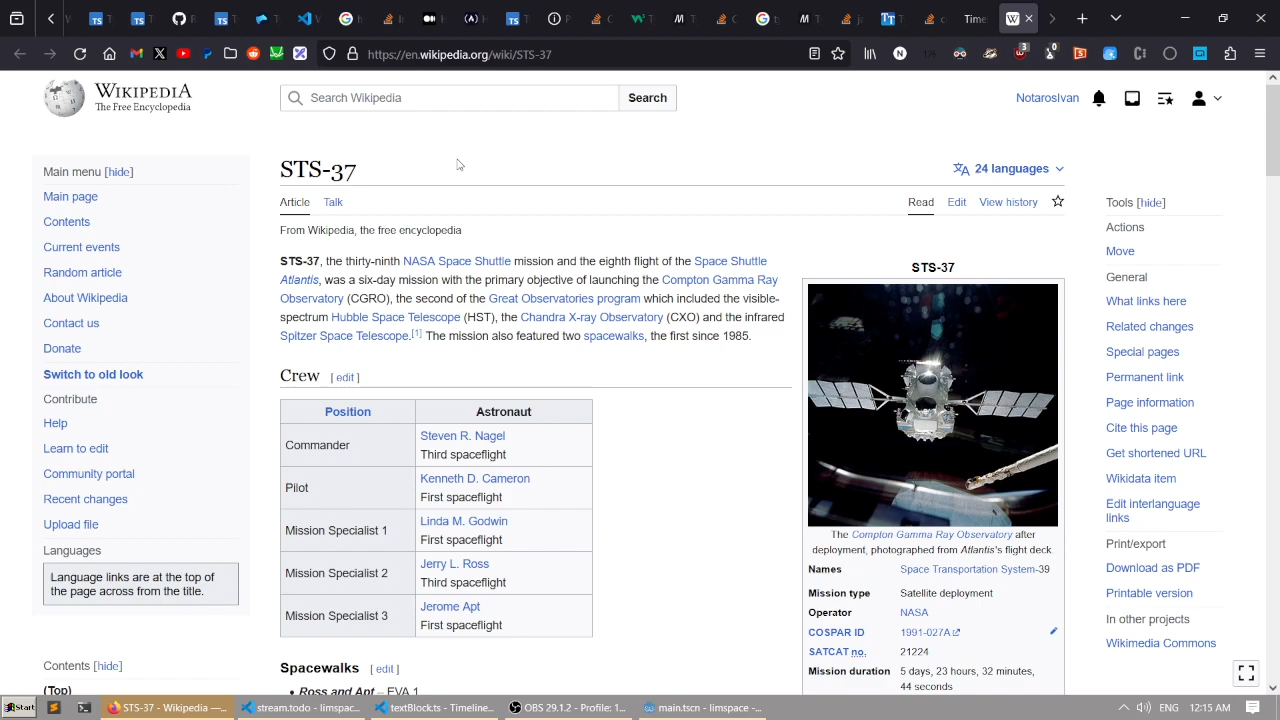 Time
https://en.wikipedia.org/wiki/STS-37
WIKIPEDIA
The Free Encyclopedia
Search Wikipedia
Search
NotarosIvan
Main menu [hide]
Main page
Contents
Current events
Random article
About Wikipedia
Contact us
Donate
Switch to old look
Contribute
Help
Learn to edit
Community portal
Recent changes
Upload file
Languages
Language links are at the top of
the page across from the title.
Contents [hide]
(Top)
STS-37
24 languages
Article Talk
Read Edit View history
From Wikipedia, the free encyclopedia
STS-37, the thirty-ninth NASA Space Shuttle mission and the eighth flight of the Space Shuttle
Atlantis, was a six-day mission with the primary objective of launching the Compton Gamma Ray
Observatory (CGRO), the second of the Great Observatories program which included the visible-
spectrum Hubble Space Telescope (HST), the Chandra X-ray Observatory (CXO) and the infrared
Spitzer Space Telescope.[1] The mission also featured two spacewalks, the first since 1985.
Crew [ edit ]
Position Astronaut
Commander
Steven R. Nagel
Third spaceflight
Pilot
Kenneth D. Cameron
First spaceflight
Mission Specialist 1
Linda M. Godwin
First spaceflight
Mission Specialist 2
Jerry L. Ross
Third spaceflight
Mission Specialist 3
Jerome Apt
First spaceflight
Spacewalks [ edit ]
• Ross and Apt – EVA 1
STS-37
The Compton Gamma Ray Observatory after
deployment, photographed from Atlantis's flight deck.
Names Space Transportation System-39
Mission type Satellite deployment
Operator NASA
COSPAR ID 1991-027A
SATCAT no. 21224
Mission duration 5 days, 23 hours, 32 minutes,
44 seconds
Tools [hide]
Actions
Move
General
What links here
Related changes
Special pages
Permanent link
Page information
Cite this page
Get shortened URL
Wikidata item
Edit interlanguage
links
Print/export
Download as PDF
Printable version
In other projects
Wikimedia Commons
Start
STS-37 - Wikipedia —...
stream.todo - limspac...
textBlock.ts - Timeline...
OBS 29.1.2 - Profile: 1...
main.tscn - limspace -...
ENG 12:15 AM